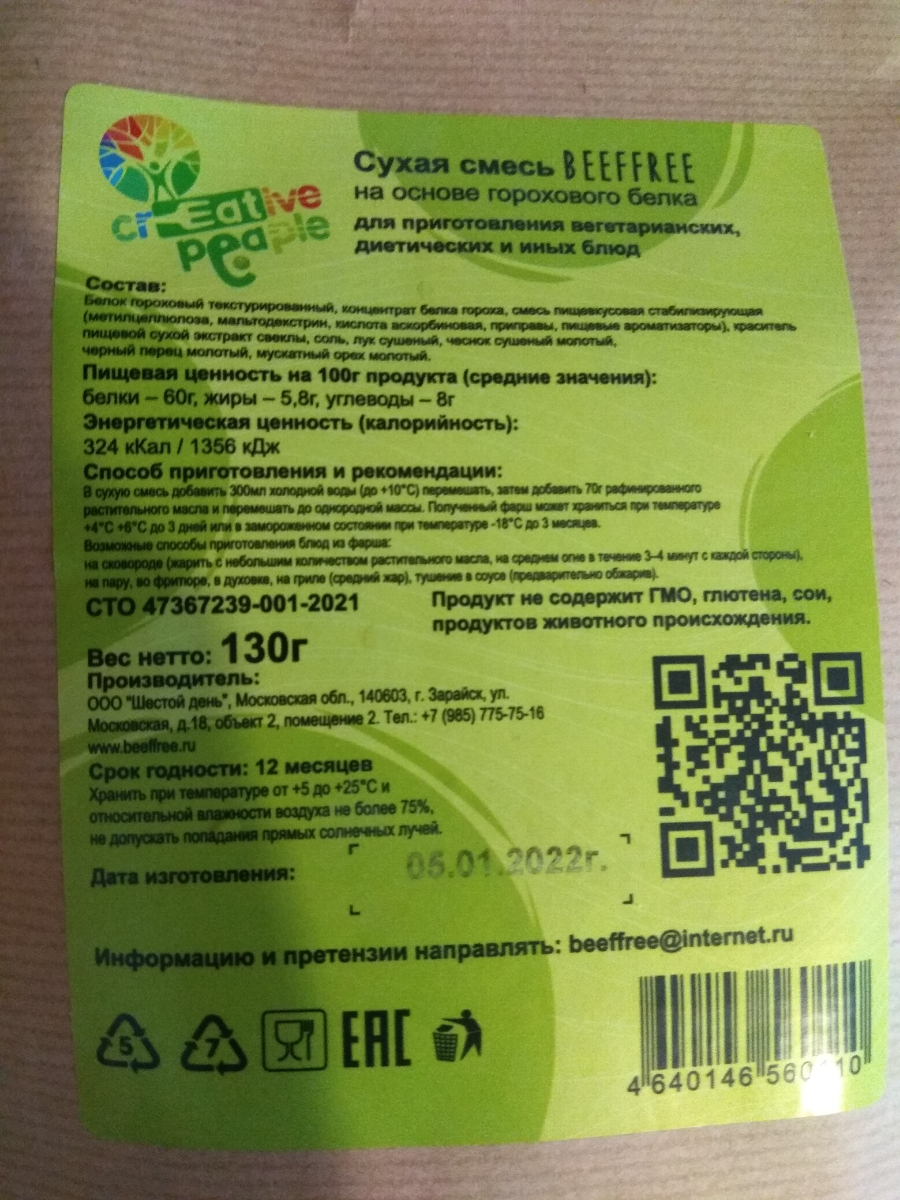 crEative
peaple
Сухая смесь BEEFFREE
на основе горохового белка
для приготовления вегетарианских,
диетических и иных блюд
Состав:
Белок гороховый текстурированный, концентрат белка гороха, смесь пищевкусовая стабилизирующая
(метилцеллюлоза, мальтодекстрин, кислота аскорбиновая, приправы, пищевые ароматизаторы), краситель
пищевой сухой экстракт свеклы, соль, лук сушеный, чеснок сушеный молотый,
черный перец молотый, мускатный орех молотый.
Пищевая ценность на 100г продукта (средние значения):
белки – 60г, жиры – 5,8г, углеводы – 8г
Энергетическая ценность (калорийность):
324 кКал / 1356 кДж
Способ приготовления и рекомендации:
В сухую смесь добавить 300мл холодной воды (до +10°С) перемешать, затем добавить 70г рафинированного
растительного масла и перемешать до однородной массы. Полученный фарш может храниться при температуре
+4°С +6°С до 3 дней или в замороженном состоянии при температуре -18°С до 3 месяцев.
Возможные способы приготовления блюд из фарша:
на сковороде (жарить с небольшим количеством растительного масла, на среднем огне в течение 3–4 минут с каждой стороны),
на пару, во фритюре, в духовке, на гриле (средний жар), тушение в соусе (предварительно обжарив).
СТО 47367239-001-2021
Продукт не содержит ГМО, глютена, сои,
продуктов животного происхождения.
Вес нетто: 130г
Производитель:
ООО "Шестой день", Московская обл., 140603, г. Зарайск, ул.
Московская, д.18, объект 2, помещение 2. Тел.: +7 (985) 775-75-16
www.beeffree.ru
Срок годности: 12 месяцев
Хранить при температуре от +5 до +25°С и
относительной влажности воздуха не более 75%,
не допускать попадания прямых солнечных лучей.
Дата изготовления: 05.01.2022г.
Информацию и претензии направлять: beeffree@internet.ru
5 7 EAC
4 640146